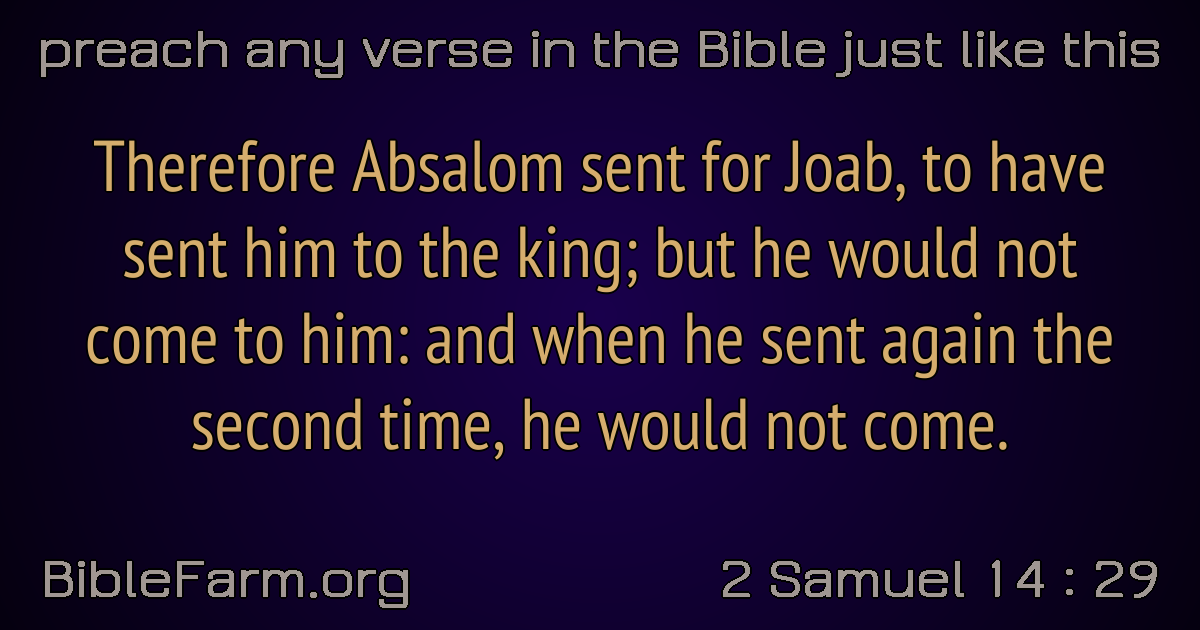 preach any verse in the Bible just like this
Therefore Absalom sent for Joab, to have
sent him to the king; but he would not
come to him: and when he sent again the
second time, he would not come.
BibleFarm.org
2 Samuel 14 : 29